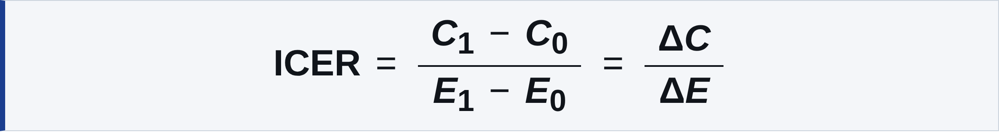 ICER = C1 − C0 / E1 − E0 = ΔC / ΔE